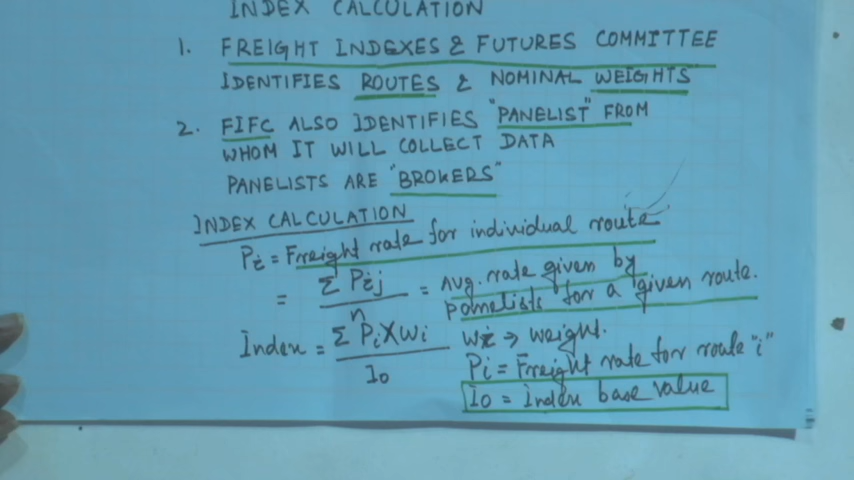 INDEX CALCULATION
1. FREIGHT INDEXES & FUTURES COMMITTEE
IDENTIFIES ROUTES & NOMINAL WEIGHTS
2. FIFC ALSO IDENTIFIES "PANELIST" FROM
WHOM IT WILL COLLECT DATA
PANELISTS ARE "BROKERS"
INDEX CALCULATION
Pi = Freight rate for individual route
= Σ Pij / n = Avg. rate given by
panelists for a given route.
Index = Σ Pi X Wi / Io
Wi → weight.
Pi = Freight rate for route "i"
Io = Index base value